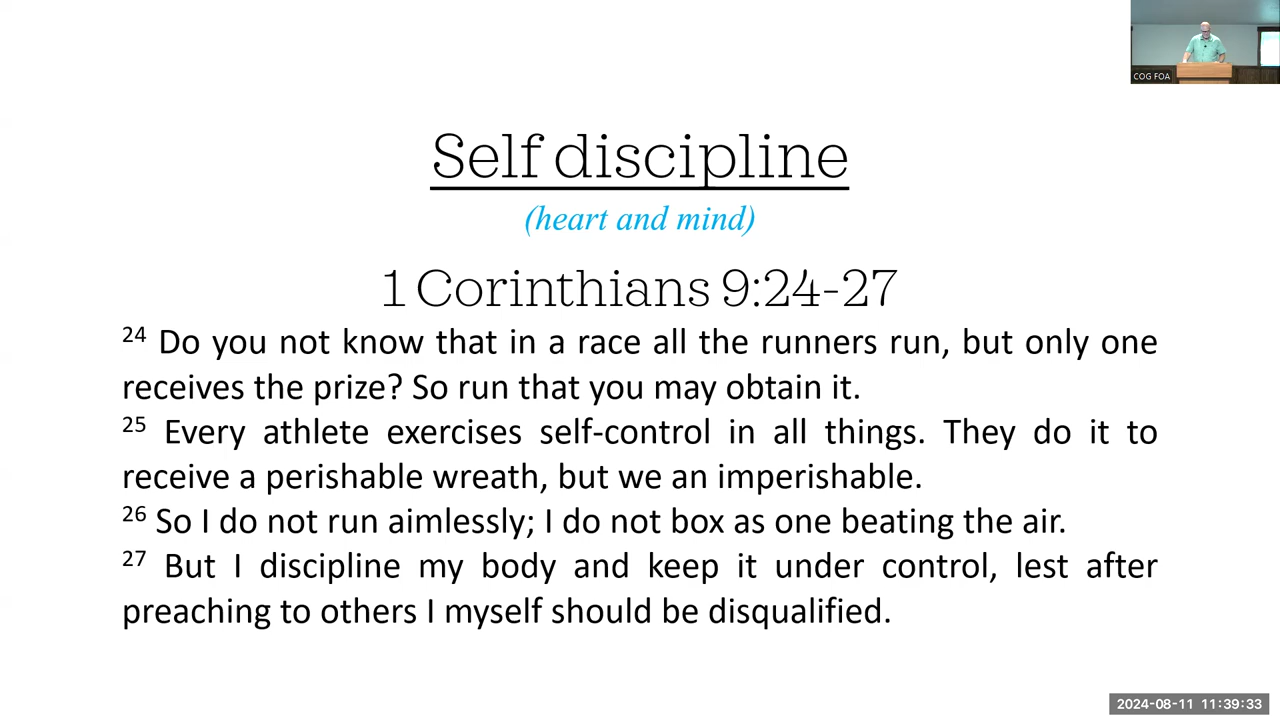 COG FOA
Self discipline
(heart and mind)
1 Corinthians 9:24-27
24 Do you not know that in a race all the runners run, but only one
receives the prize? So run that you may obtain it.
25 Every athlete exercises self-control in all things. They do it to
receive a perishable wreath, but we an imperishable.
26 So I do not run aimlessly; I do not box as one beating the air.
27 But I discipline my body and keep it under control, lest after
preaching to others I myself should be disqualified.
2024-08-11 11:39:33